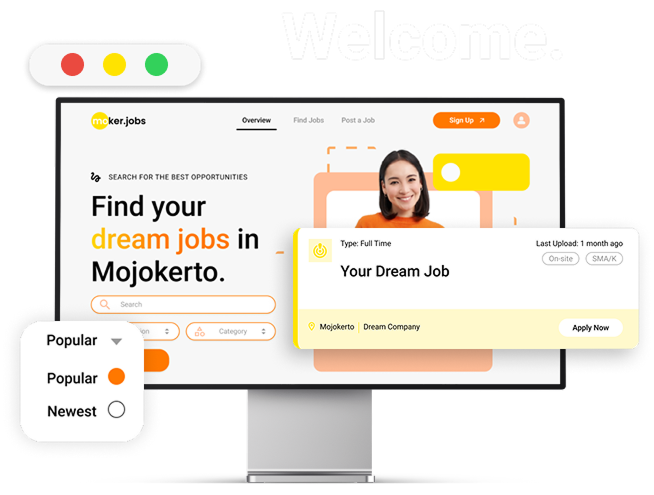 Welcome.
moker.jobs
Overview
Find Jobs
Post a Job
Sign Up
SEARCH FOR THE BEST OPPORTUNITIES
Find your
dream jobs in
Mojokerto.
Search
Category
Type: Full Time
Last Upload: 1 month ago
On-site
SMA/K
Your Dream Job
Mojokerto
Dream Company
Apply Now
Popular
Popular
Newest